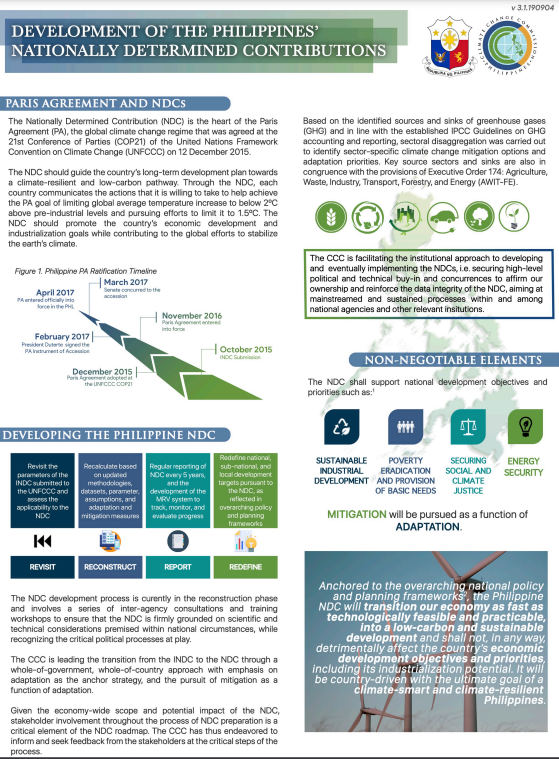 v 3.1.190904
DEVELOPMENT OF THE PHILIPPINES'
NATIONALLY DETERMINED CONTRIBUTIONS
PARIS AGREEMENT AND NDCs
The Nationally Determined Contribution (NDC) is the heart of the Paris
Agreement (PA), the global climate change regime that was agreed at the
21st Conference of Parties (COP21) of the United Nations Framework
Convention on Climate Change (UNFCCC) on 12 December 2015.
The NDC should guide the country's long-term development plan towards
a climate-resilient and low-carbon pathway. Through the NDC, each
country communicates the actions that it is willing to take to help achieve
the PA goal of limiting global average temperature increase to below 2ºC
above pre-industrial levels and pursuing efforts to limit it to 1.5ºC. The
NDC should promote the country's economic development and
industrialization goals while contributing to the global efforts to stabilize
the earth's climate.
Figure 1. Philippine PA Ratification Timeline
March 2017
Senate concurred to the
accession
April 2017
PA entered officially into
force in the PHL
November 2016
Paris Agreement entered
into force
February 2017
President Duterte signed the
PA Instrument of Accession
October 2015
INDC Submission
December 2015
Paris Agreement adopted at
the UNFCCC COP21
DEVELOPING THE PHILIPPINE NDC
Revisit the
parameters of the
INDC submitted to
the UNFCCC and
assess the
applicability to the
NDC
Recalculate based
on updated
methodologies,
datasets, parameter,
assumptions, and
adaptation and
mitigation measures
Regular reporting of
NDC every 5 years,
and the
development of the
MRV system to
track, monitor, and
evaluate progress
Redefine national,
sub-national, and
local development
targets pursuant to
the NDC, as
reflected in
overarching policy
and planning
frameworks
REVISIT
RECONSTRUCT
REPORT
REDEFINE
The NDC development process is curently in the reconstruction phase
and involves a series of inter-agency consultations and training
workshops to ensure that the NDC is firmly grounded on scientific and
technical considerations premised within national circumstances, while
recognizing the critical political processes at play.
The CCC is leading the transition from the NDC to the NDC through a
whole-of-government, whole-of-country approach with emphasis on
adaptation as the anchor strategy, and the pursuit of mitigation as a
function of adaptation.
Given the economy-wide scope and potential impact of the NDC,
stakeholder involvement throughout the process of NDC preparation is a
critical element of the NDC roadmap. The CCC has thus endeavored to
inform and seek feedback from the stakeholders at the critical steps of the
process.
Based on the identified sources and sinks of greenhouse gases
(GHG) and in line with the established IPCC Guidelines on GHG
accounting and reporting, sectoral disaggregation was carried out
to identify sector-specific climate change mitigation options and
adaptation priorities. Key source sectors and sinks are also in
congruence with the provisions of Executive Order 174: Agriculture,
Waste, Industry, Transport, Forestry, and Energy (AWIT-FE).
The CCC is facilitating the institutional approach to developing
and eventually implementing the NDCs, i.e. securing high-level
political and technical buy-in and concurrences to affirm our
ownership and reinforce the data integrity of the NDC, aiming at
mainstreamed and sustained processes within and among
national agencies and other relevant insitutions.
NON-NEGOTIABLE ELEMENTS
The NDC shall support national development objectives and
priorities such as:1
SUSTAINABLE
INDUSTRIAL
DEVELOPMENT
POVERTY
ERADICATION
AND PROVISION
OF BASIC NEEDS
SECURING
SOCIAL AND
CLIMATE
JUSTICE
ENERGY
SECURITY
MITIGATION will be pursued as a function of
ADAPTATION.
Anchored to the overarching national policy
and planning frameworks2, the Philippine
NDC will transition our economy as fast as
technologically feasible and practicable,
into a low-carbon and sustainable
development and shall not, in any way,
detrimentally affect the country's economic
development objectives and priorities,
including its industrialization potential. It will
be country-driven with the ultimate goal of a
climate-smart and climate-resilient
Philippines.